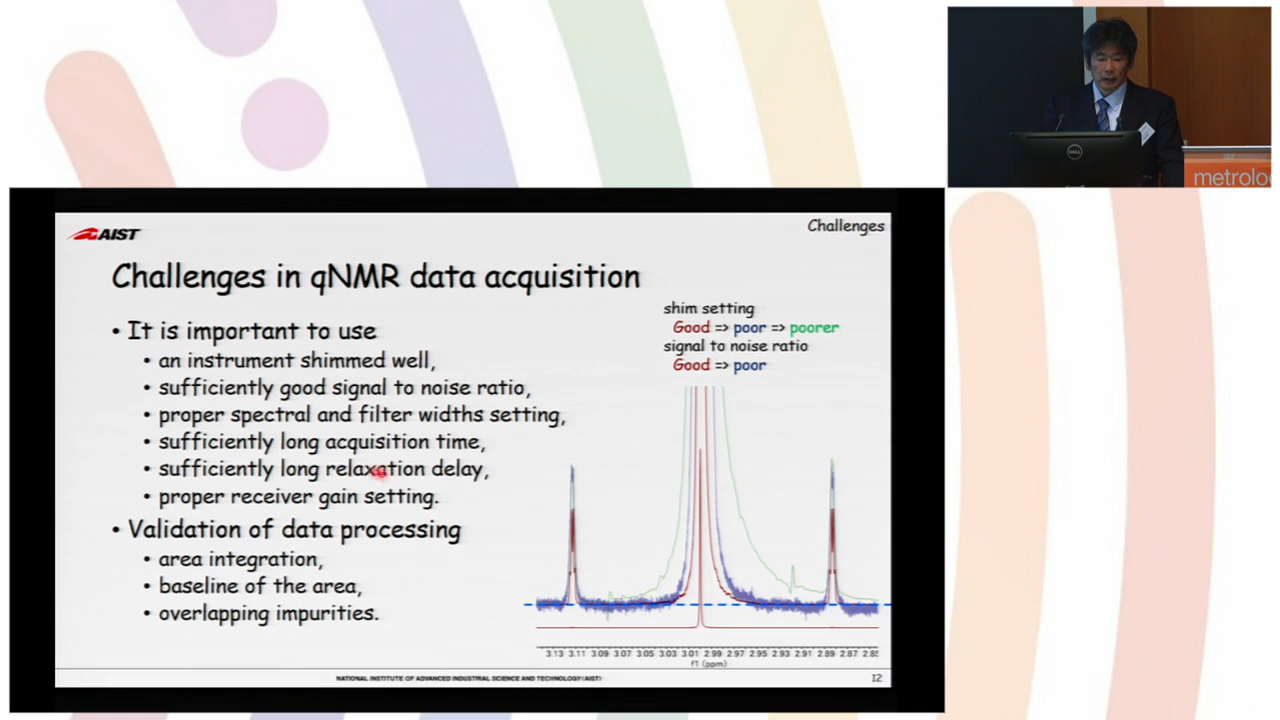 AIST
Challenges
Challenges in qNMR data acquisition
• It is important to use
• an instrument shimmed well,
• sufficiently good signal to noise ratio,
• proper spectral and filter widths setting,
• sufficiently long acquisition time,
• sufficiently long relaxation delay,
• proper receiver gain setting.
• Validation of data processing
• area integration,
• baseline of the area,
• overlapping impurities.
shim setting
Good => poor => poorer
signal to noise ratio
Good => poor
3.13 3.11 3.09 3.07 3.05 3.03 3.01 2.99 2.97 2.95 2.93 2.91 2.89 2.87 2.85
f1 (ppm)
NATIONAL INSTITUTE OF ADVANCED INDUSTRIAL SCIENCE AND TECHNOLOGY(AIST)
12
DELL
metrolo